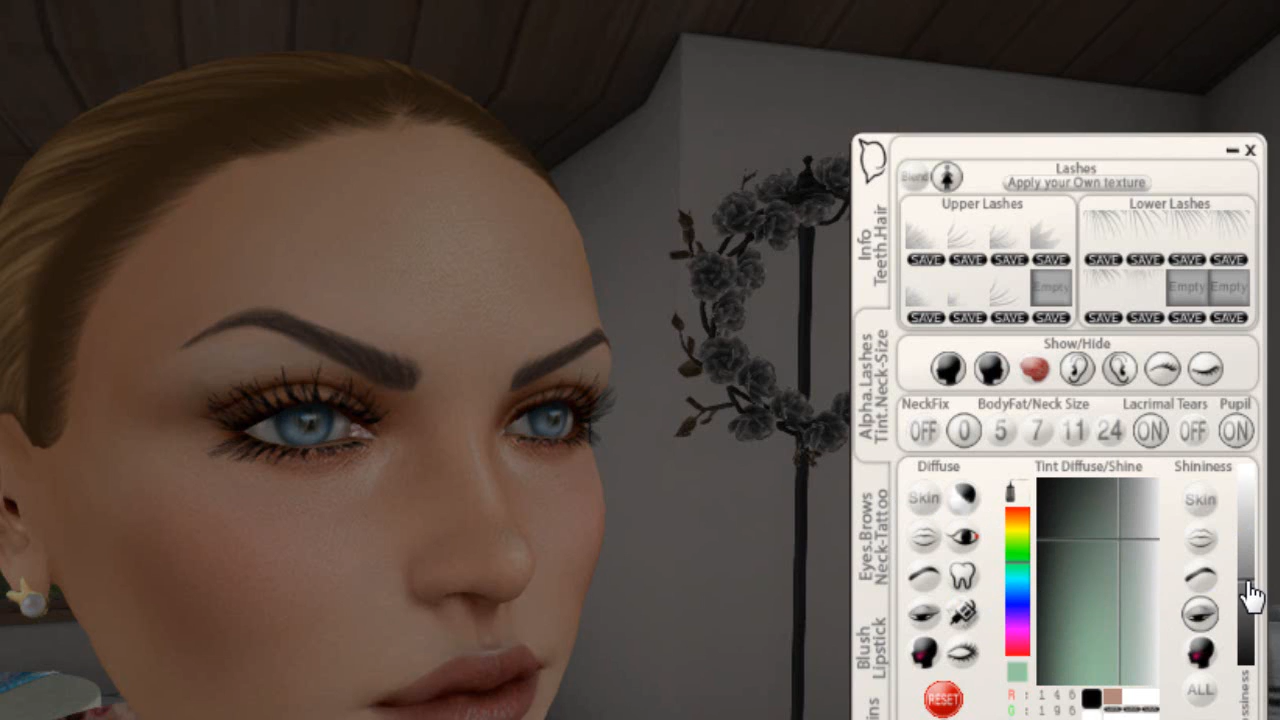 X
Blend
Lashes
Apply your Own texture
Upper Lashes
Lower Lashes
SAVE SAVE SAVE SAVE
SAVE SAVE SAVE SAVE
Empty
Empty Empty
SAVE SAVE SAVE SAVE
SAVE SAVE SAVE SAVE
Info
Teeth.Hair
Show/Hide
Alpha.Lashes
Tint.Neck-Size
NeckFix BodyFat/Neck Size Lacrimal Tears Pupil
OFF 0 5 7 11 24 ON OFF ON
Diffuse Tint Diffuse/Shine Shininess
Skin
Skin
Eyes.Brows
Neck-Tattoo
Blush
Lipstick
RESET
ALL
R : 146
G : 196